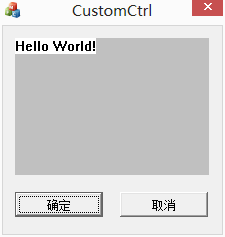 CustomCtrl
Hello World!
确定 取消